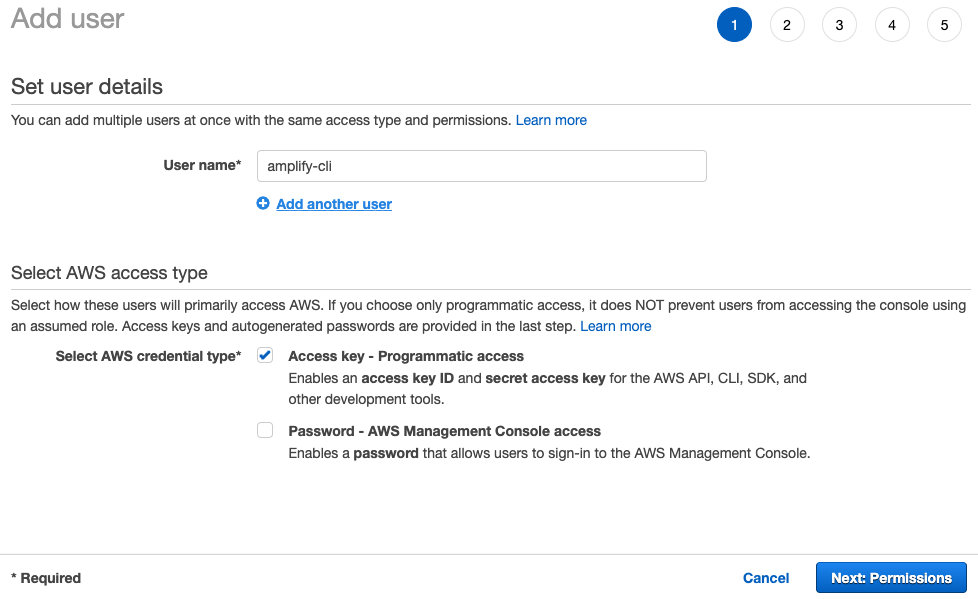 Add user
1 2 3 4 5
Set user details
You can add multiple users at once with the same access type and permissions. Learn more
User name* amplify-cli
Add another user
Select AWS access type
Select how these users will primarily access AWS. If you choose only programmatic access, it does NOT prevent users from accessing the console using
an assumed role. Access keys and autogenerated passwords are provided in the last step. Learn more
Select AWS credential type* Access key - Programmatic access
Enables an access key ID and secret access key for the AWS API, CLI, SDK, and
other development tools.
Password - AWS Management Console access
Enables a password that allows users to sign-in to the AWS Management Console.
* Required Cancel Next: Permissions